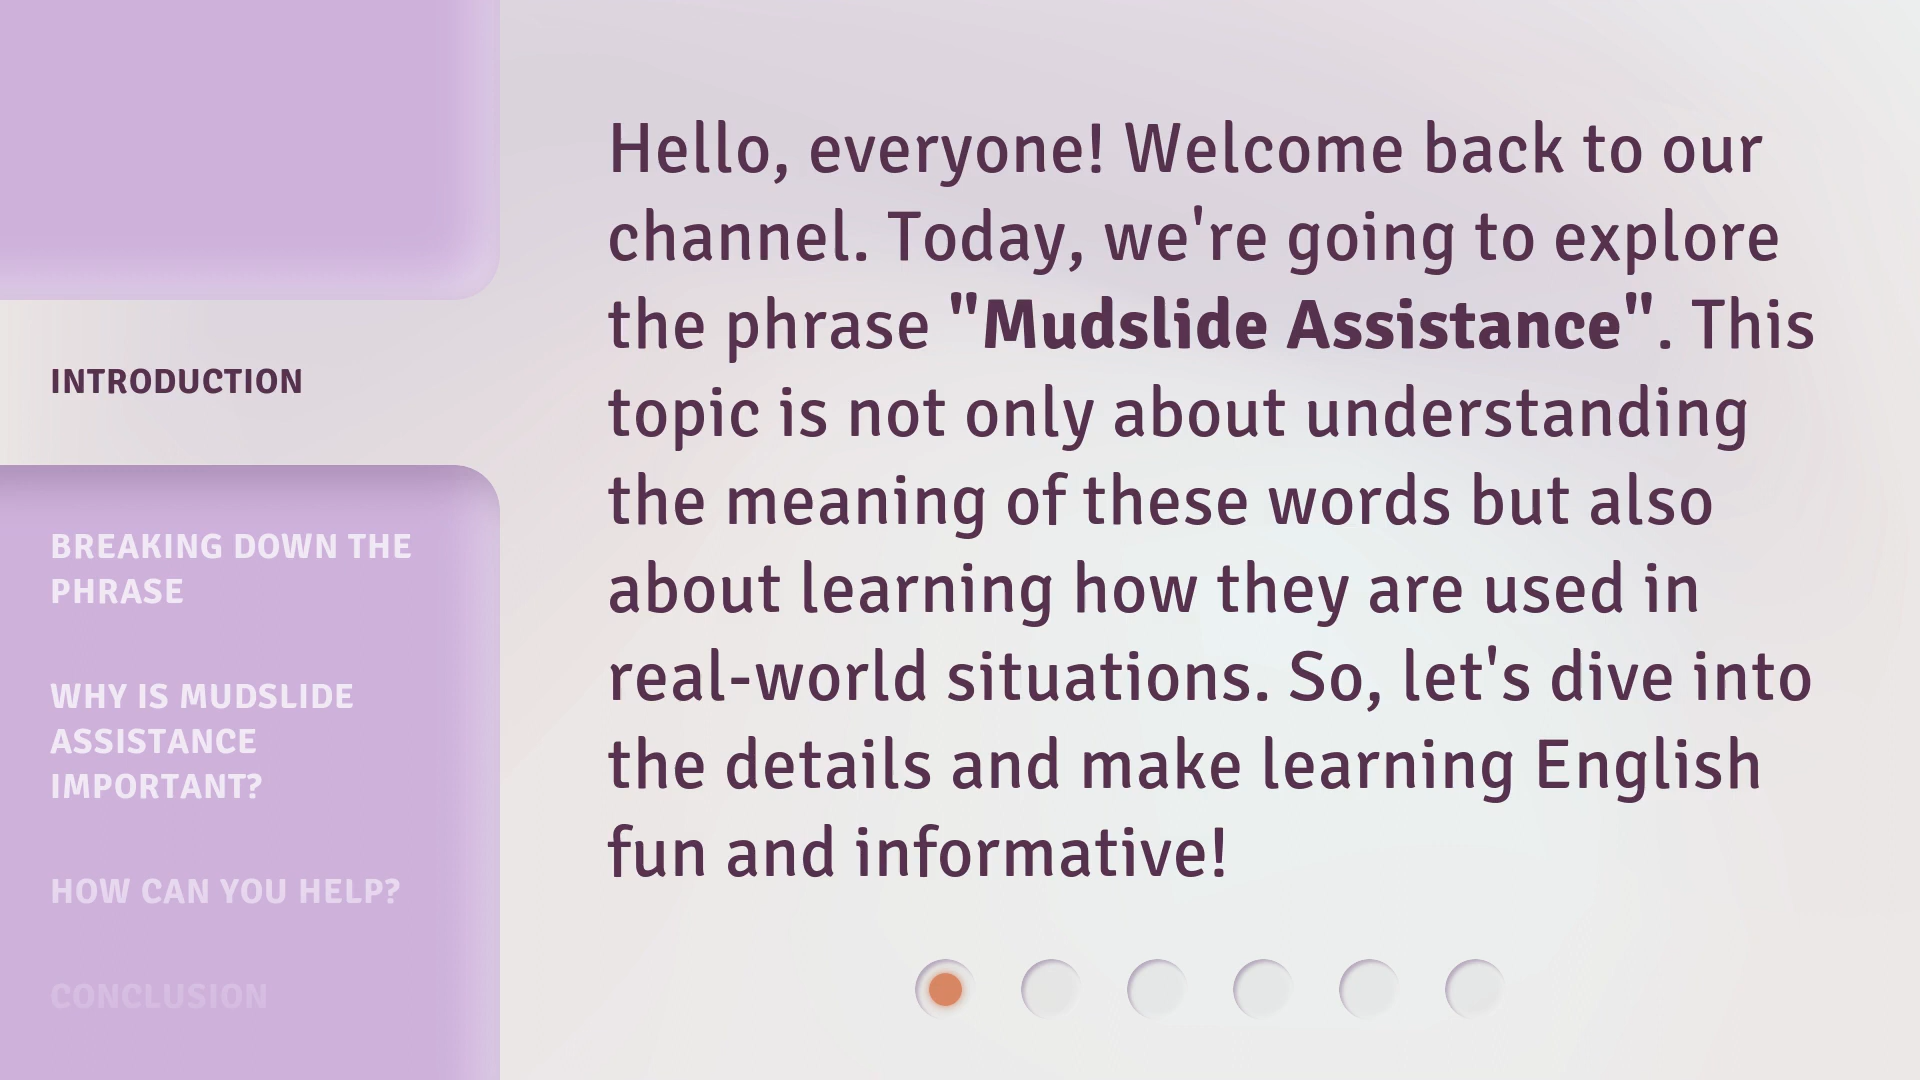 INTRODUCTION
BREAKING DOWN THE
PHRASE
WHY IS MUDSLIDE
ASSISTANCE
IMPORTANT?
HOW CAN YOU HELP?
CONCLUSION
Hello, everyone! Welcome back to our
channel. Today, we're going to explore
the phrase "Mudslide Assistance". This
topic is not only about understanding
the meaning of these words but also
about learning how they are used in
real-world situations. So, let's dive into
the details and make learning English
fun and informative!